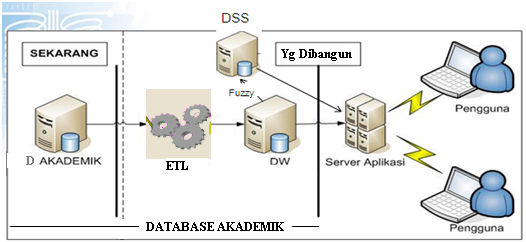 DSS
SEKARANG
Yg Dibangun
Fuzzy
Pengguna
D AKADEMIK
ETL
DW
Server Aplikasi
DATABASE AKADEMIK
Pengguna